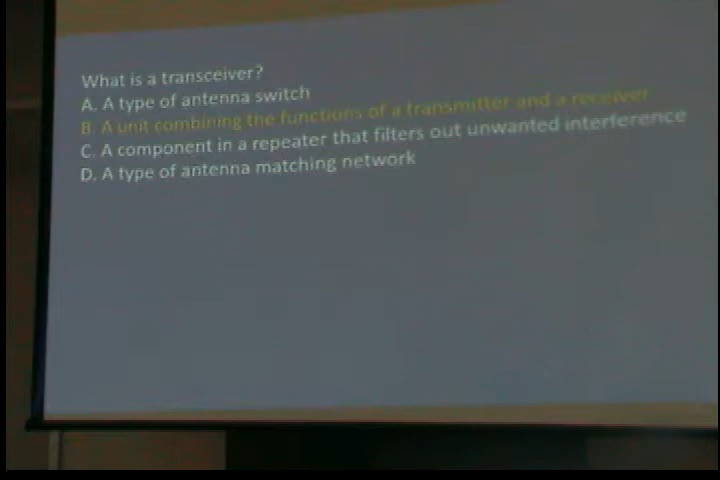 What is a transceiver?
A. A type of antenna switch
B. A unit combining the functions of a transmitter and a receiver
C. A component in a repeater that filters out unwanted interference
D. A type of antenna matching network